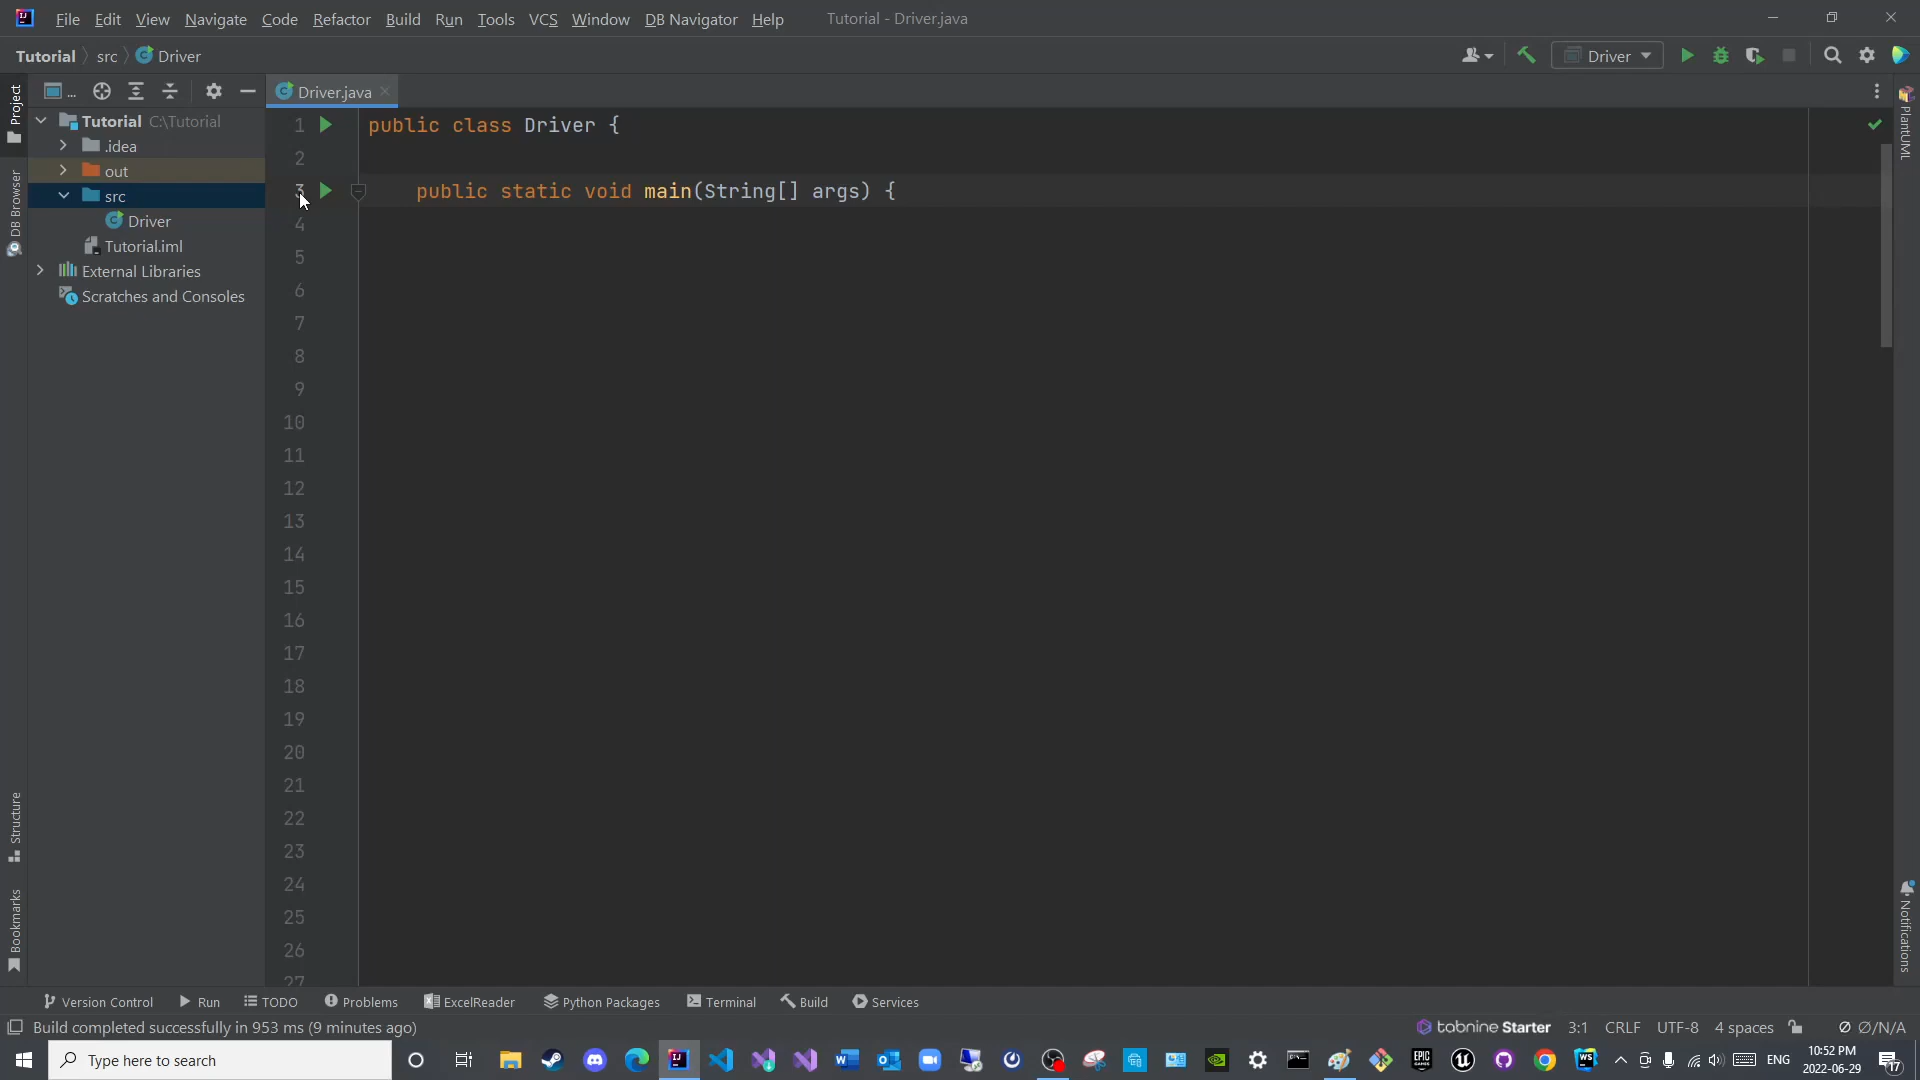 File Edit View Navigate Code Refactor Build Run Tools VCS Window DB Navigator Help Tutorial - Driver.java
Tutorial src Driver Driver
Project
DB Browser
Structure
Bookmarks
...
Tutorial C:\Tutorial
.idea
out
src
Driver
Tutorial.iml
External Libraries
Scratches and Consoles
Driver.java
1 public class Driver {
2
3 public static void main(String[] args) {
4
5
6
7
8
9
10
11
12
13
14
15
16
17
18
19
20
21
22
23
24
25
26
27
PlantUML
Notifications
Version Control Run TODO Problems ExcelReader Python Packages Terminal Build Services
Build completed successfully in 953 ms (9 minutes ago) tabnine Starter 3:1 CRLF UTF-8 4 spaces Ø/N/A
Type here to search ENG 10:52 PM
2022-06-29 17